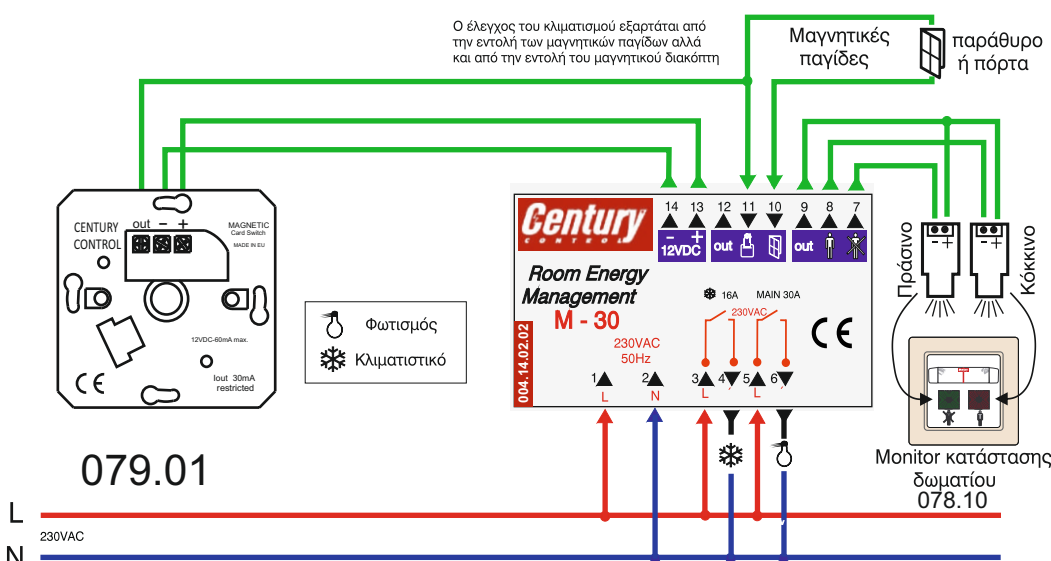 Ο έλεγχος του κλιματισμού εξαρτάται από
την εντολή των μαγνητικών παγίδων αλλά
και από την εντολή του μαγνητικού διακόπτη
Μαγνητικές
παγίδες
παράθυρο
ή πόρτα
out - +
CENTURY
CONTROL
MAGNETIC
Card Switch
MADE IN EU
12VDC-60mA max.
Iout 30mA
restricted
CE
079.01
Φωτισμός
Κλιματιστικό
14 13 12 11 10 9 8 7
Century
CONTROL
- +
12VDC
out
out
Room Energy
Management
M - 30
004.14.02.02
230VAC
50Hz
16A
MAIN 30A
230VAC
CE
1 2 3 4 5 6
L N L L
Πράσινο
- +
- +
Κόκκινο
Monitor κατάστασης
δωματίου
078.10
L
230VAC
N